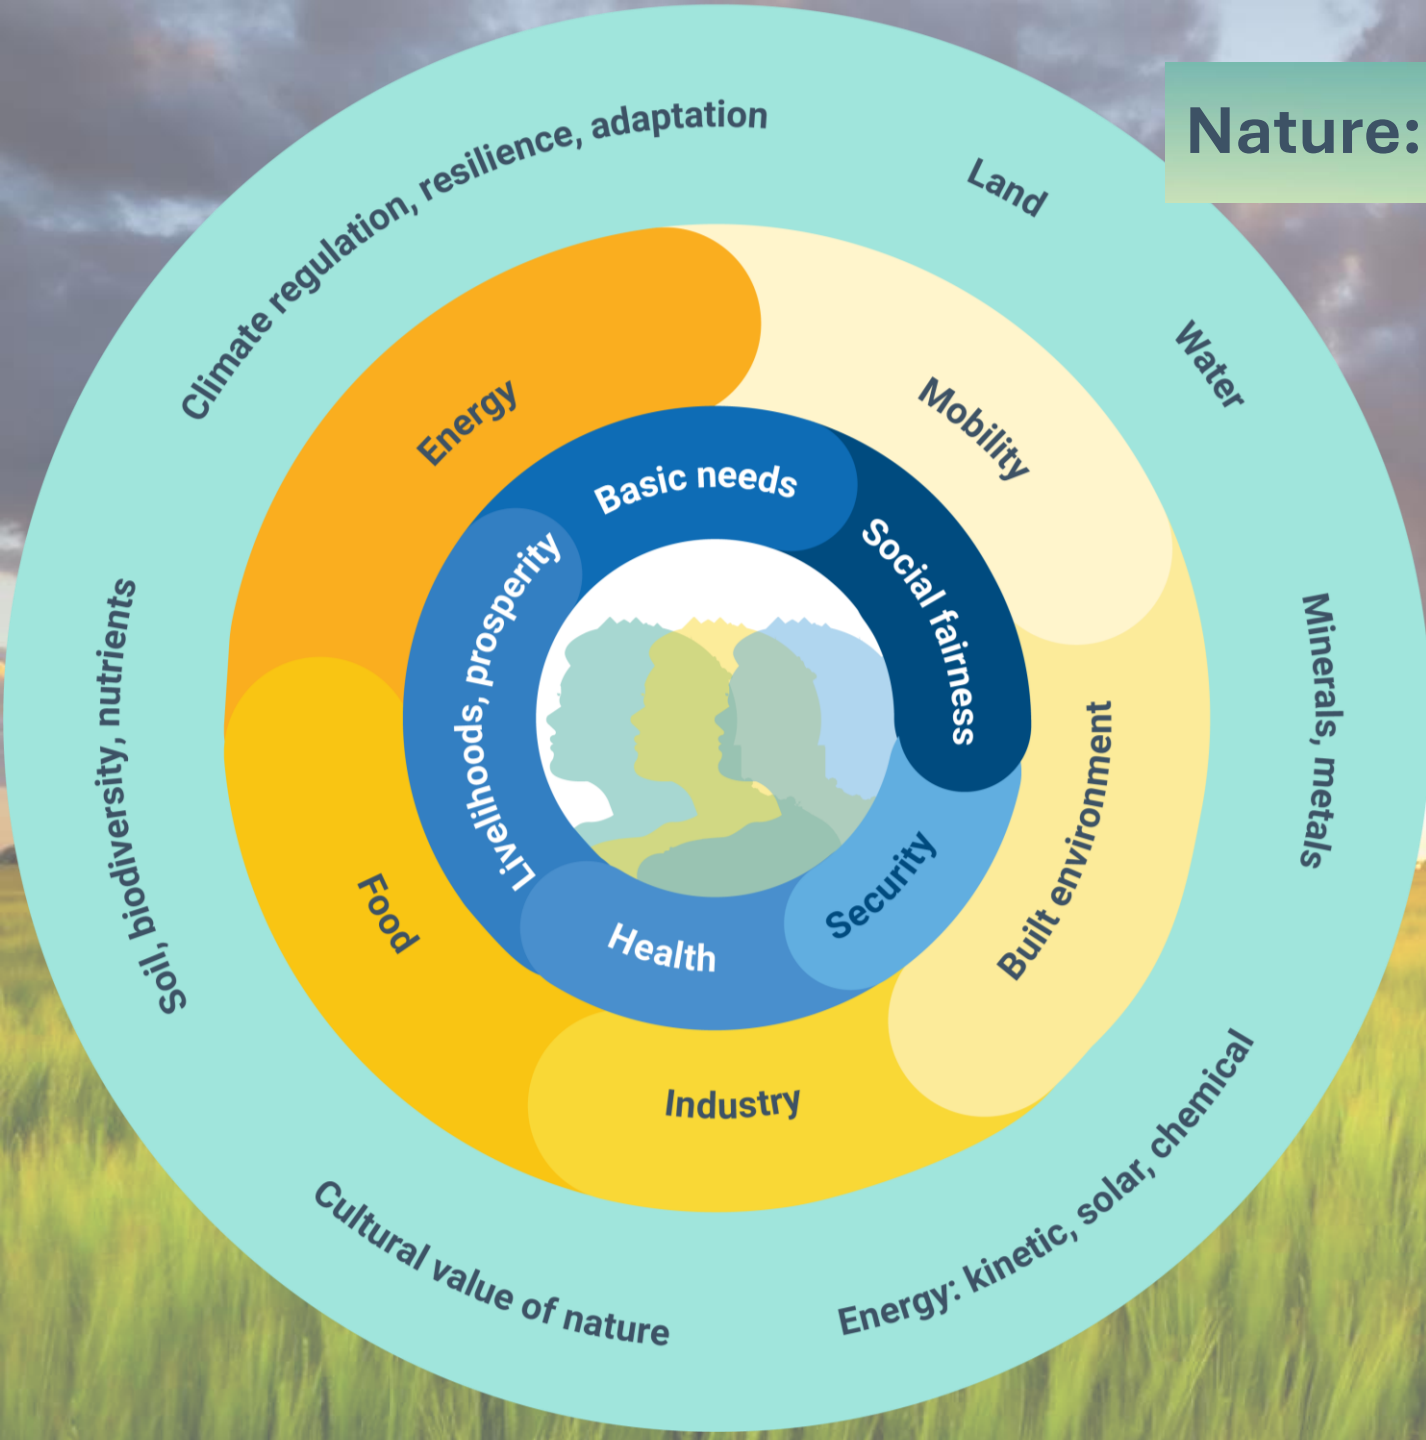 Nature:
Climate regulation, resilience, adaptation
Land
Water
Minerals, metals
Energy: kinetic, solar, chemical
Cultural value of nature
Soil, biodiversity, nutrients
Energy
Mobility
Built environment
Industry
Food
Basic needs
Social fairness
Security
Health
Livelihoods, prosperity